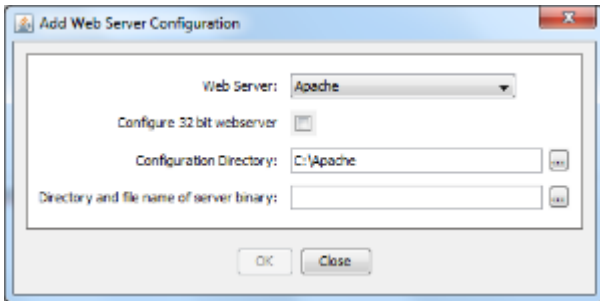 Add Web Server Configuration
Web Server: Apache
Configure 32 bit webserver
Configuration Directory: C:\Apache ...
Directory and file name of server binary: ...
OK Close